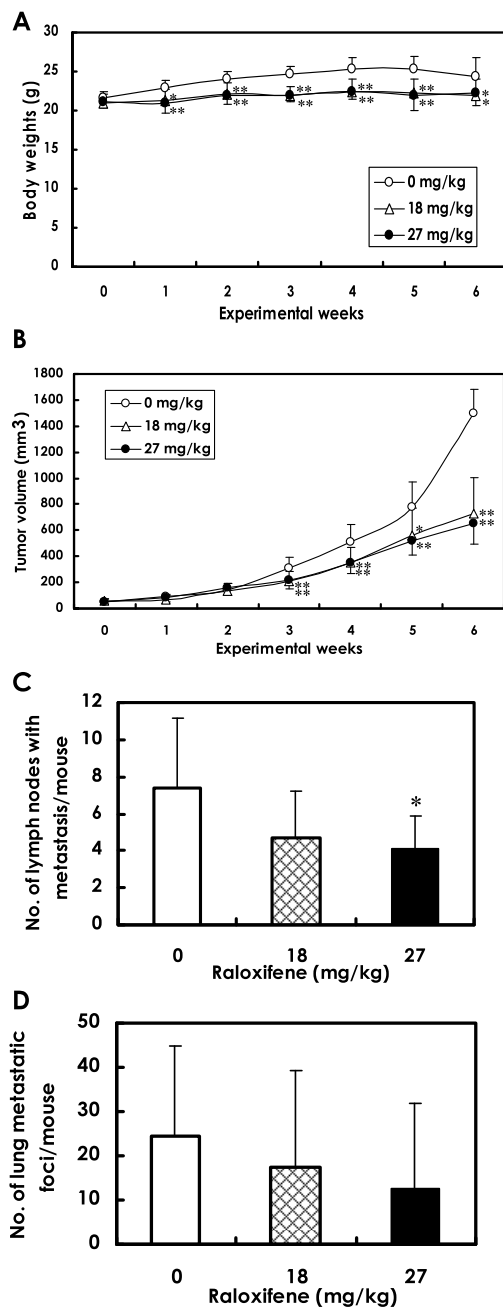 A
Body weights (g)
30
25
20
15
10
5
0
*
**
**
**
**
**
**
**
**
**
*
*
0 mg/kg
18 mg/kg
27 mg/kg
0 1 2 3 4 5 6
Experimental weeks
B
Tumor volume (mm3)
1800
1600
1400
1200
1000
800
600
400
200
0
0 mg/kg
18 mg/kg
27 mg/kg
**
**
**
**
*
**
**
**
0 1 2 3 4 5 6
Experimental weeks
C
No. of lymph nodes with
metastasis/mouse
12
10
8
6
4
2
0
*
0 18 27
Raloxifene (mg/kg)
D
No. of lung metastatic
foci/mouse
50
40
30
20
10
0
0 18 27
Raloxifene (mg/kg)